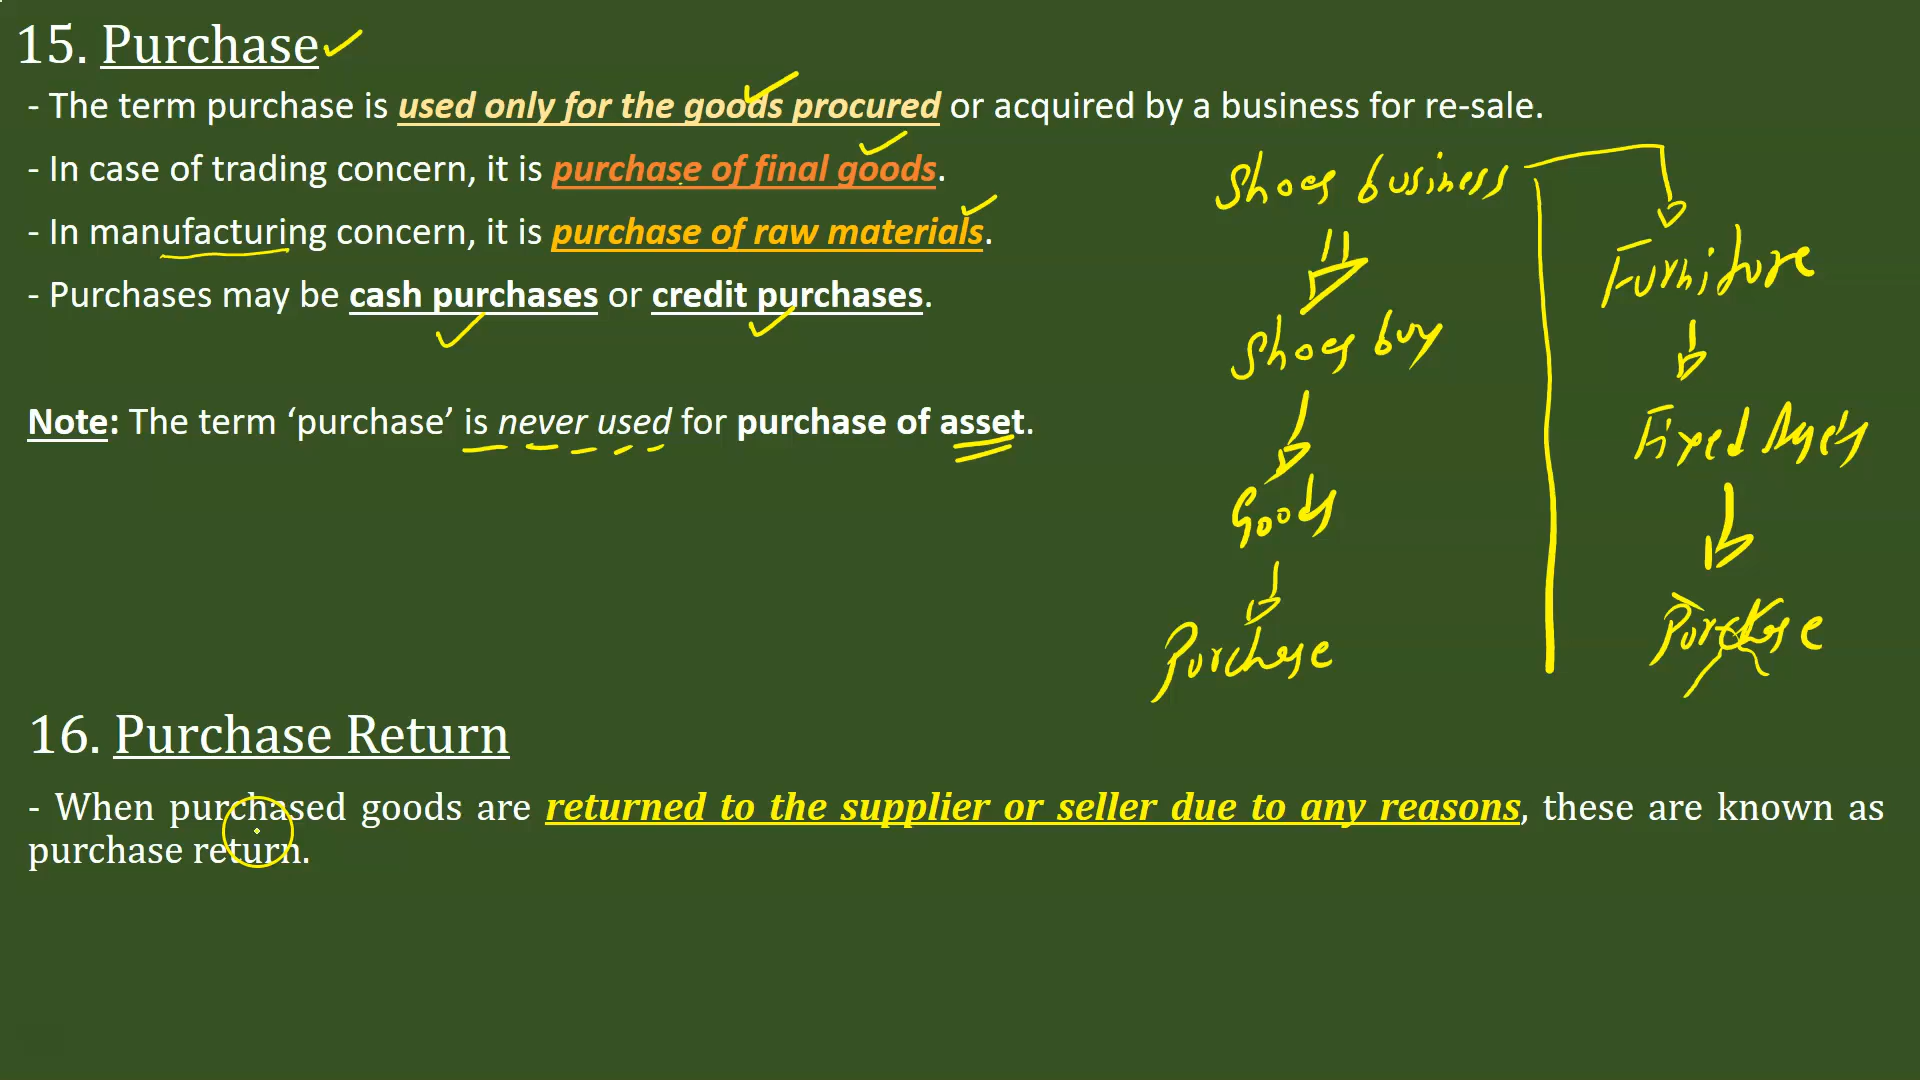 15. Purchase
- The term purchase is used only for the goods procured or acquired by a business for re-sale.
- In case of trading concern, it is purchase of final goods.
- In manufacturing concern, it is purchase of raw materials.
- Purchases may be cash purchases or credit purchases.
Note: The term ‘purchase’ is never used for purchase of asset.
Shoes business
Shoes buy
Goods
Purchase
Furniture
Fixed Assets
Purchase
16. Purchase Return
- When purchased goods are returned to the supplier or seller due to any reasons, these are known as
purchase return.